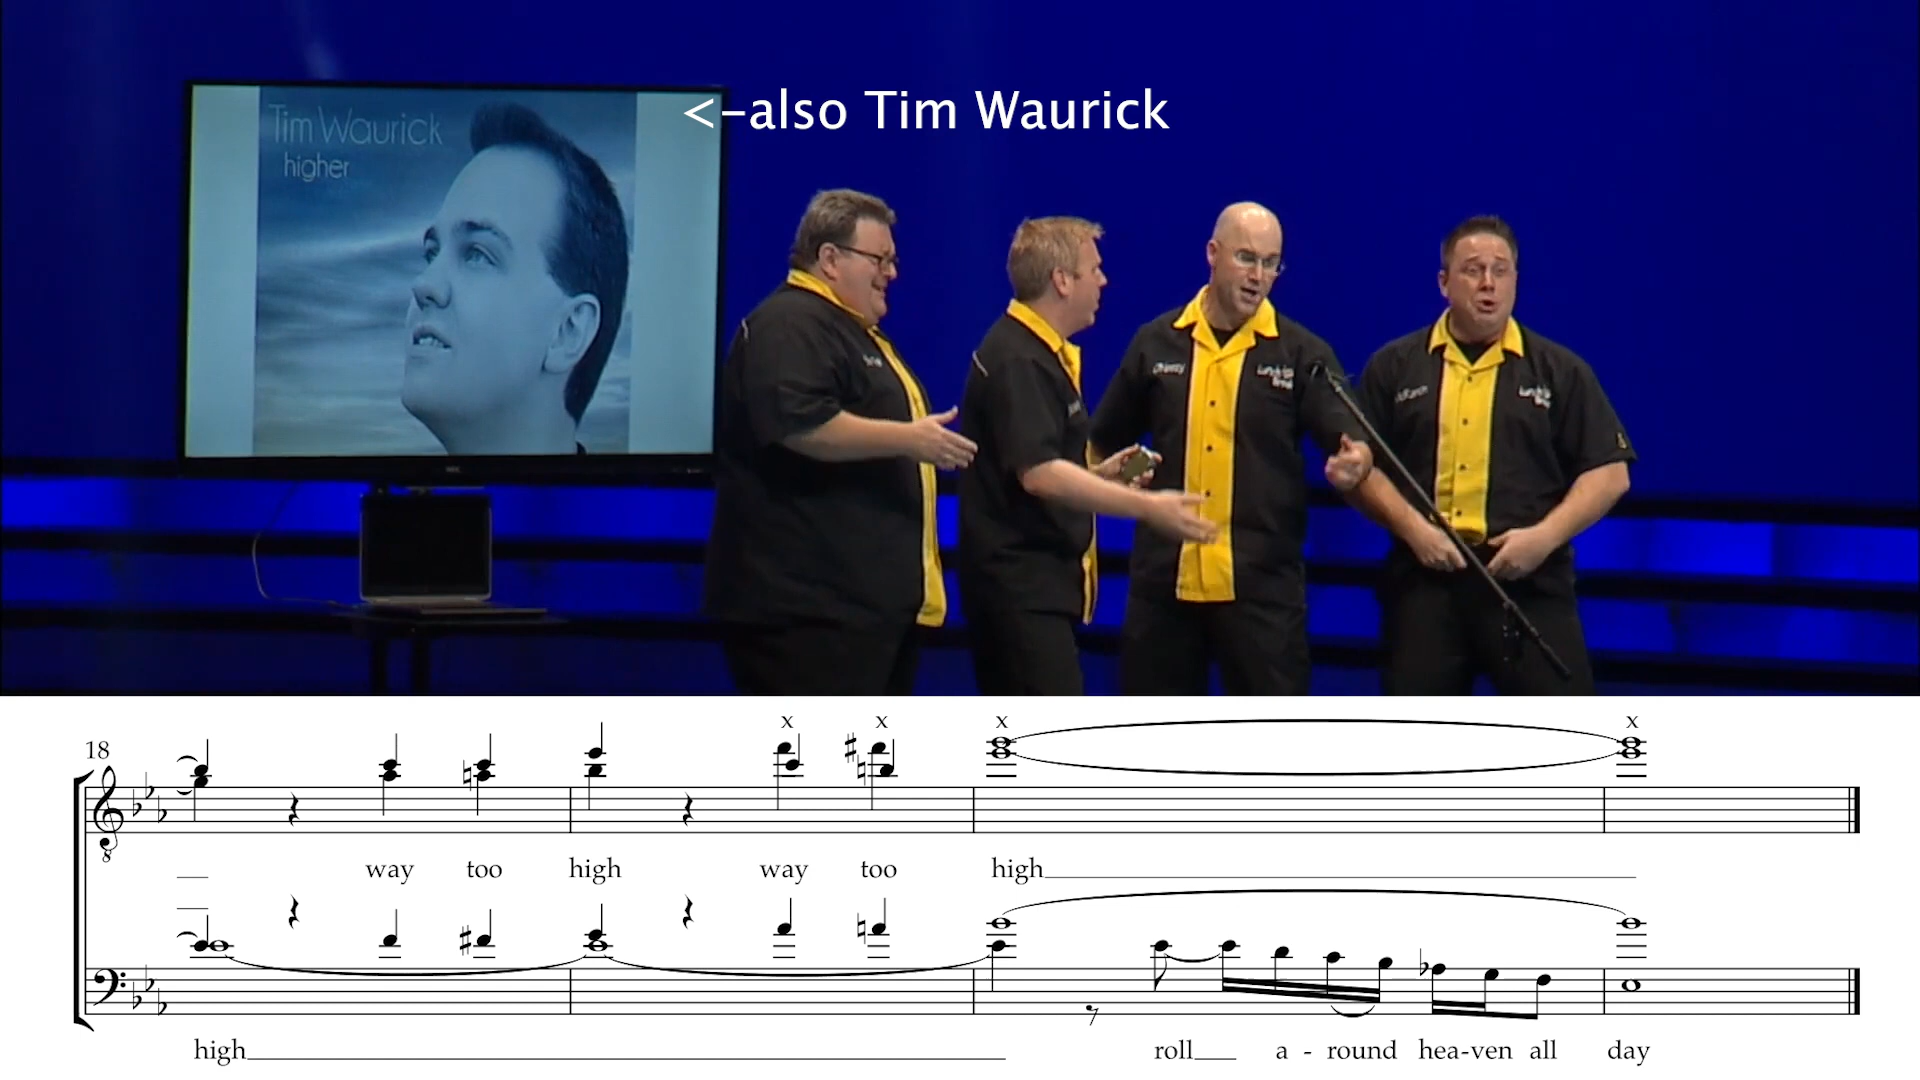 <-also Tim Waurick
Tim Waurick
higher
18
x x x x
way too high way too high
8
high roll a - round hea-ven all day